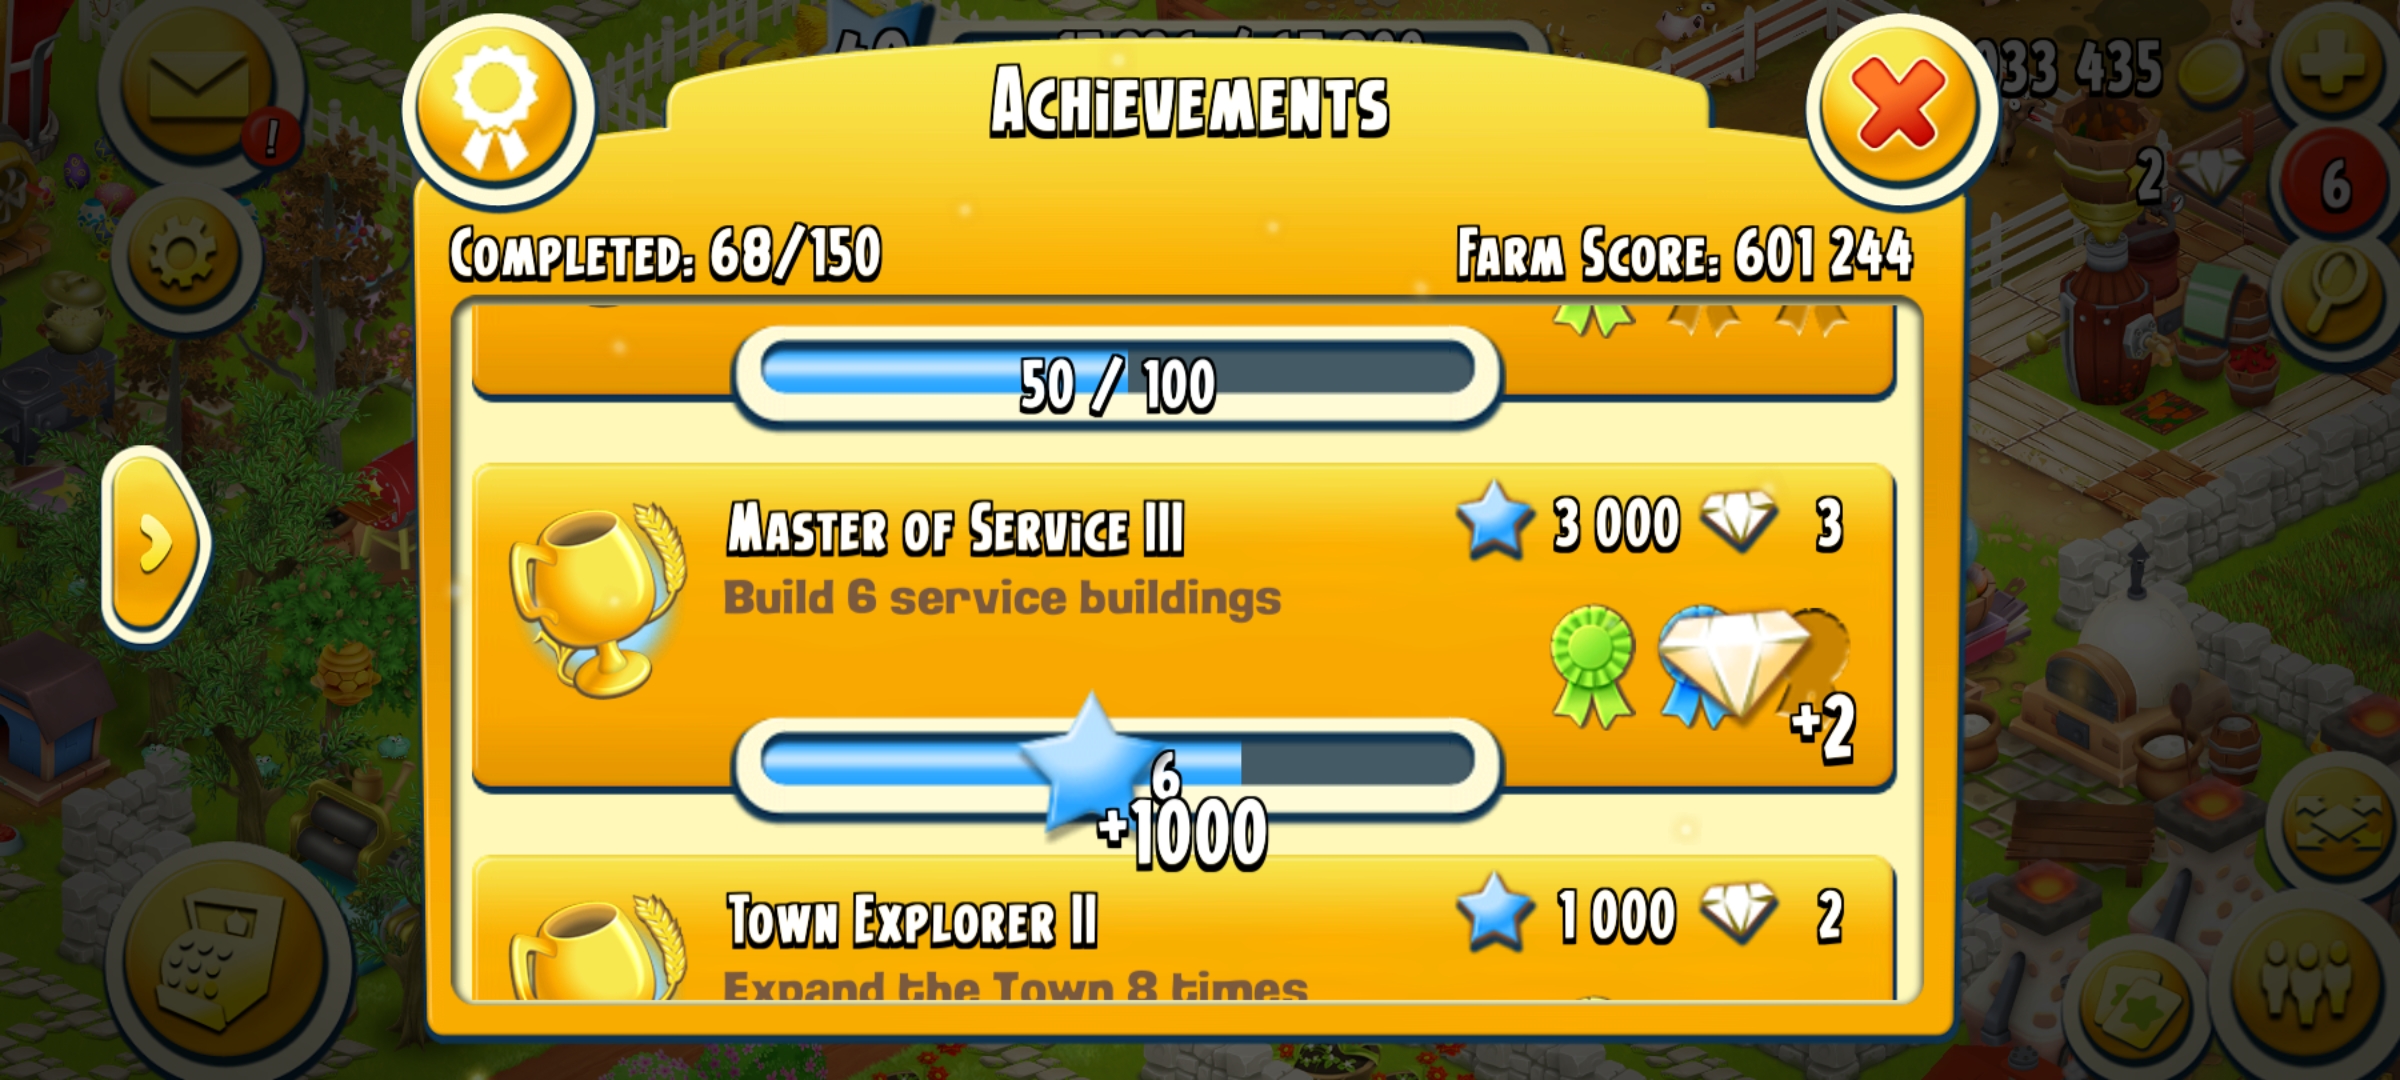 ACHIEVEMENTS
033 435
!
2
6
COMPLETED: 68/150
FARM SCORE: 601 244
50 / 100
MASTER OF SERVICE III
3 000
3
Build 6 service buildings
+2
6
+1000
TOWN EXPLORER II
1 000
2
Expand the Town 8 times